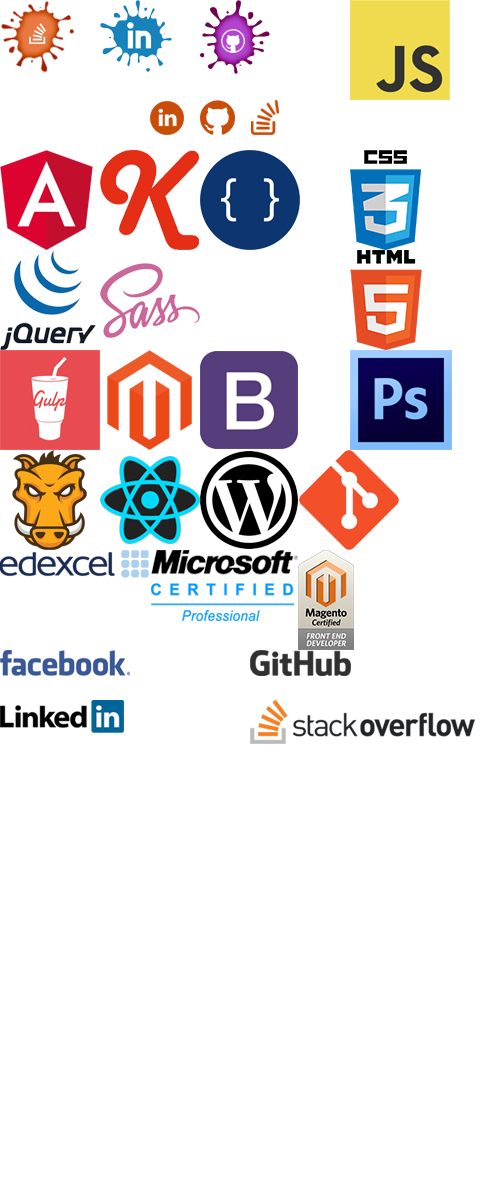 in
JS
in
A K { } CSS
3
jQuery Sass HTML
5
Gulp B Ps
W
edexcel Microsoft®
CERTIFIED
Professional
Magento
Certified
FRONT END
DEVELOPER
facebook. GitHub
Linked in stackoverflow